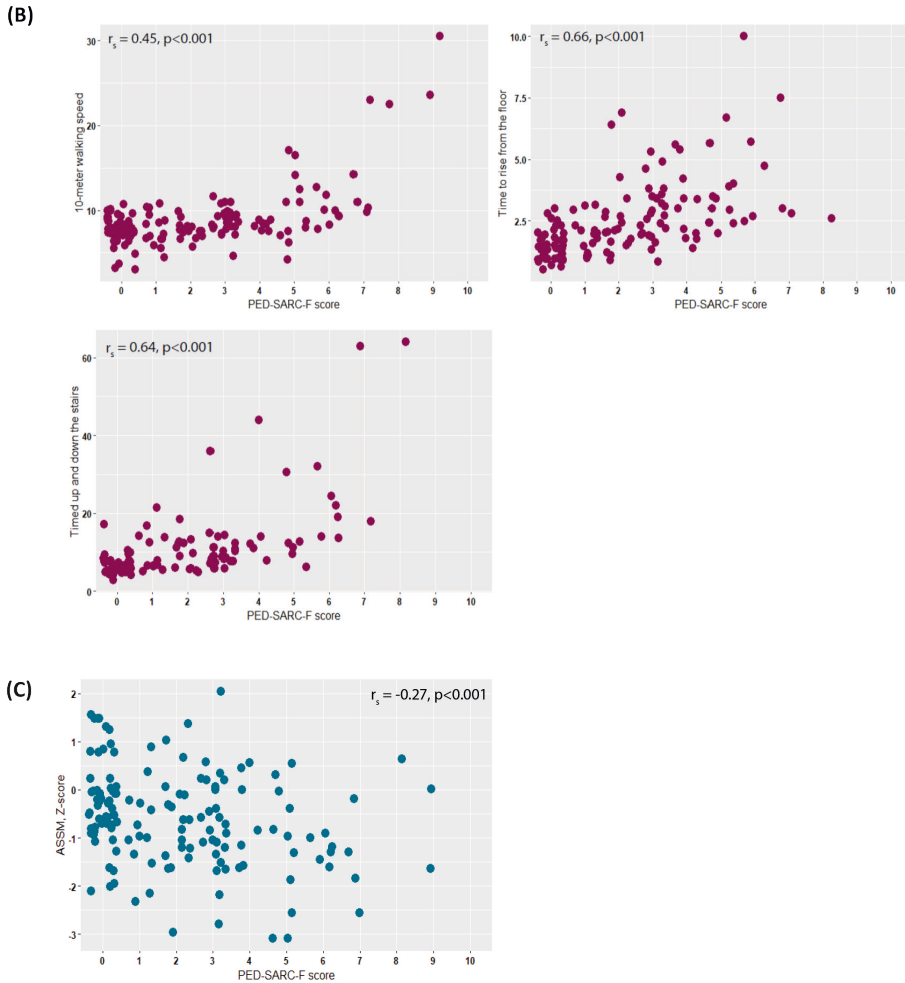 (B)
r_s = 0.45, p<0.001
10-meter walking speed
30
20
10
0 1 2 3 4 5 6 7 8 9 10
PED-SARC-F score
r_s = 0.66, p<0.001
Time to rise from the floor
10.0
7.5
5.0
2.5
0 1 2 3 4 5 6 7 8 9 10
PED-SARC-F score
r_s = 0.64, p<0.001
Timed up and down the stairs
60
40
20
0
0 1 2 3 4 5 6 7 8 9 10
PED-SARC-F score
(C)
r_s = -0.27, p<0.001
ASSM, Z-score
2
1
0
-1
-2
-3
0 1 2 3 4 5 6 7 8 9 10
PED-SARC-F score